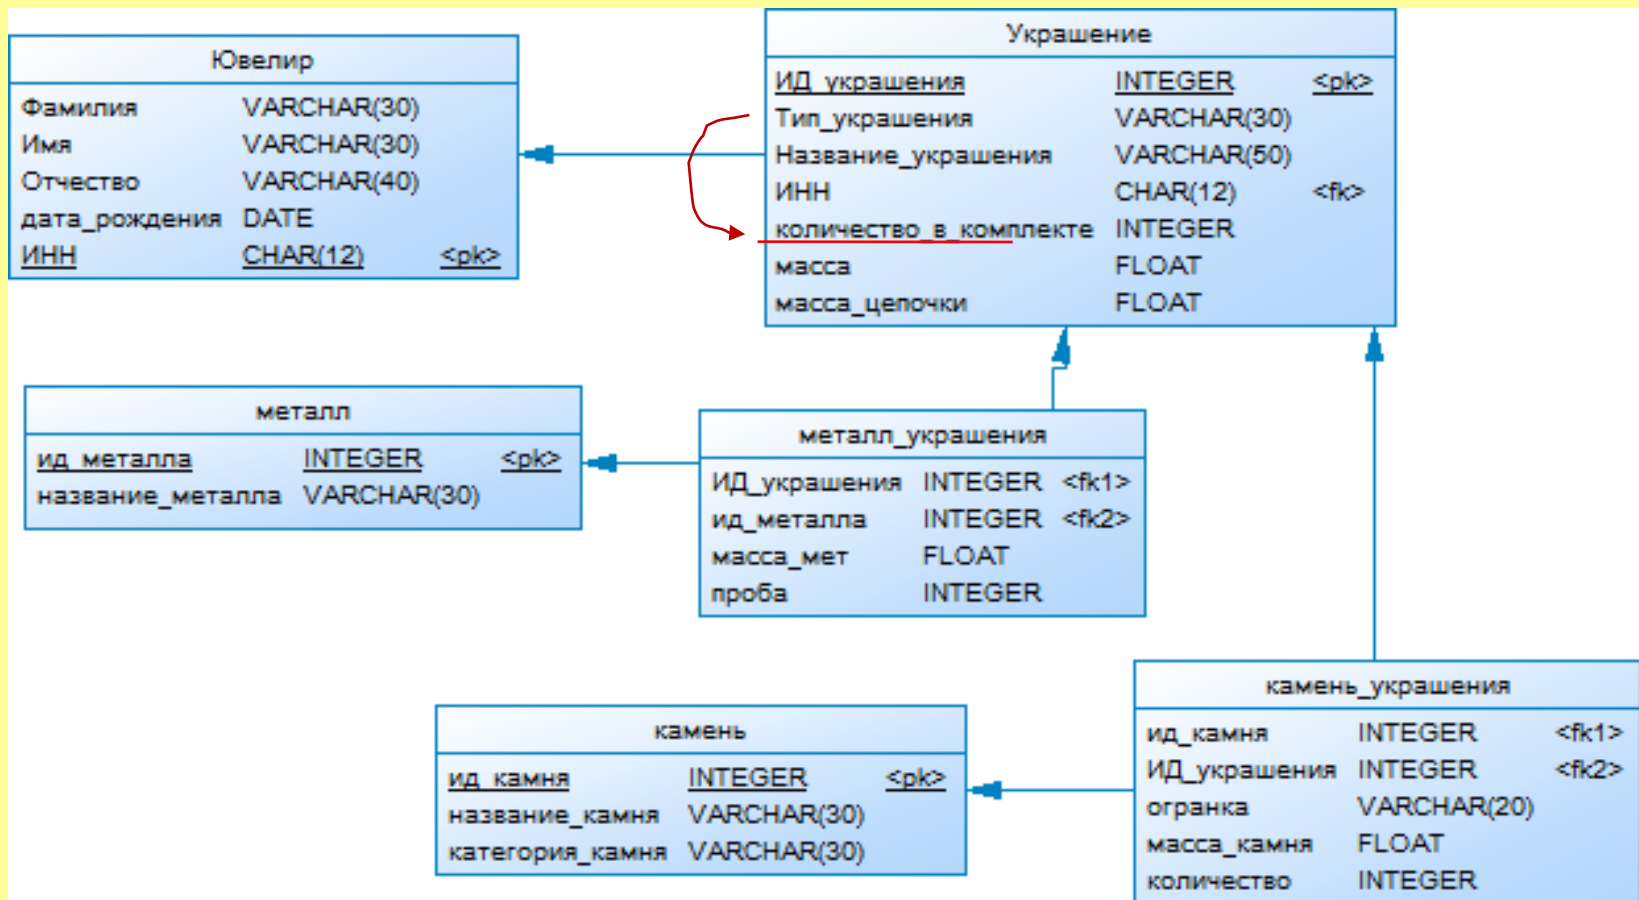 Ювелир
Фамилия VARCHAR(30)
Имя VARCHAR(30)
Отчество VARCHAR(40)
дата_рождения DATE
ИНН CHAR(12) <pk>
Украшение
ИД_украшения INTEGER <pk>
Тип_украшения VARCHAR(30)
Название_украшения VARCHAR(50)
ИНН CHAR(12) <fk>
количество_в_комплекте INTEGER
масса FLOAT
масса_цепочки FLOAT
металл
ид_металла INTEGER <pk>
название_металла VARCHAR(30)
металл_украшения
ИД_украшения INTEGER <fk1>
ид_металла INTEGER <fk2>
масса_мет FLOAT
проба INTEGER
камень
ид_камня INTEGER <pk>
название_камня VARCHAR(30)
категория_камня VARCHAR(30)
камень_украшения
ид_камня INTEGER <fk1>
ИД_украшения INTEGER <fk2>
огранка VARCHAR(20)
масса_камня FLOAT
количество INTEGER